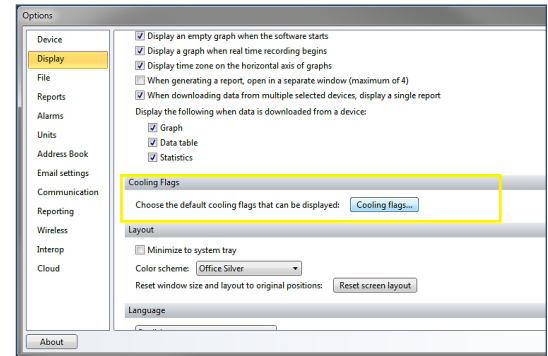 Options
Device
Display
File
Reports
Alarms
Units
Address Book
Email settings
Communication
Reporting
Wireless
Interop
Cloud
About
Display an empty graph when the software starts
Display a graph when real time recording begins
Display time zone on the horizontal axis of graphs
When generating a report, open in a separate window (maximum of 4)
When downloading data from multiple selected devices, display a single report
Display the following when data is downloaded from a device:
Graph
Data table
Statistics
Cooling Flags
Choose the default cooling flags that can be displayed: Cooling flags...
Layout
Minimize to system tray
Color scheme: Office Silver
Reset window size and layout to original positions: Reset screen layout
Language